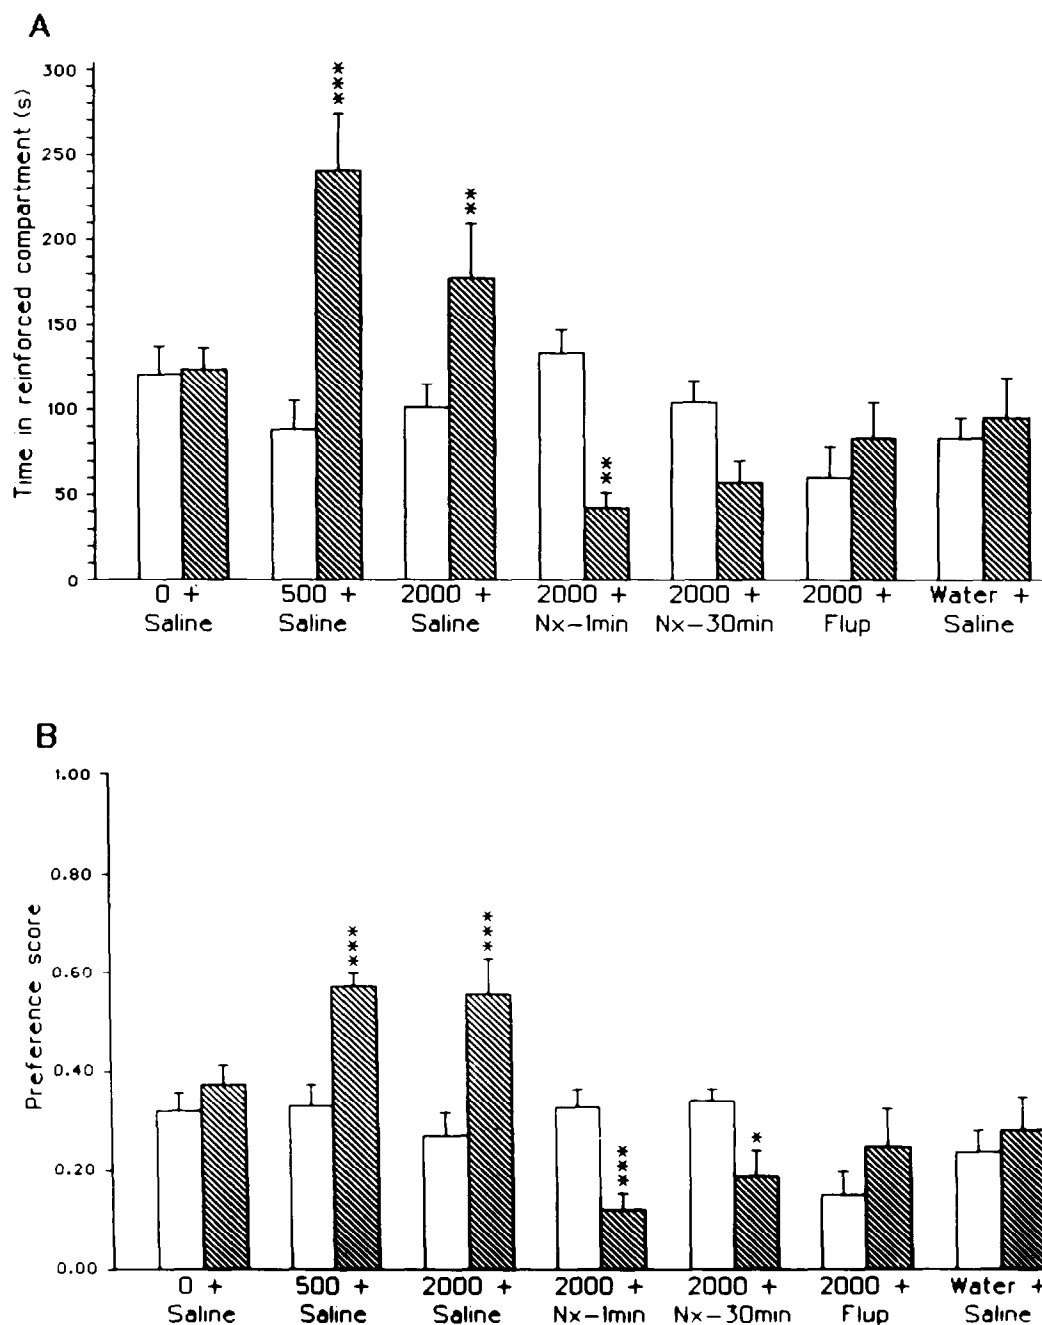 A
Time in reinforced compartment (s)
300
250
200
150
100
50
0
***
**
**
0 + 500 + 2000 + 2000 + 2000 + 2000 + Water +
Saline Saline Saline Nx-1min Nx-30min Flup Saline
B
Preference score
1.00
0.80
0.60
0.40
0.20
0.00
***
***
***
*
0 + 500 + 2000 + 2000 + 2000 + 2000 + Water +
Saline Saline Saline Nx-1min Nx-30min Flup Saline